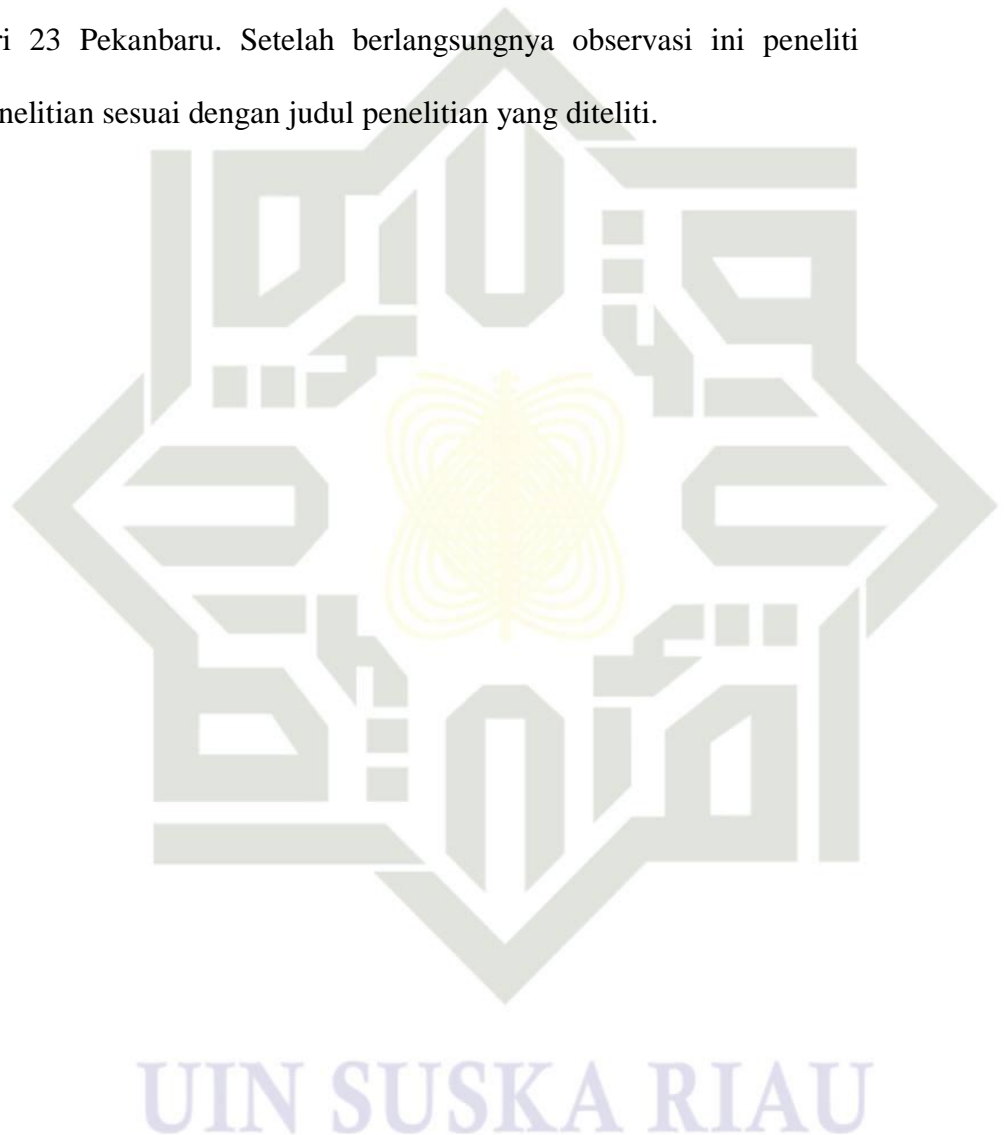 ri 23 Pekanbaru. Setelah berlangsungnya observasi ini peneliti
nelitian sesuai dengan judul penelitian yang diteliti.
UIN SUSKA RIAU